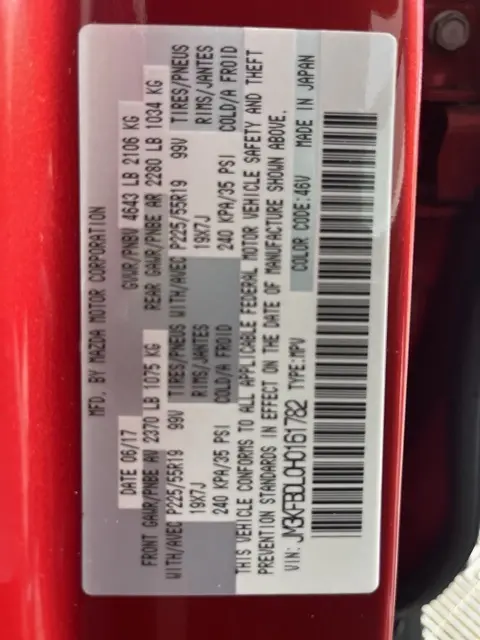 MFD. BY MAZDA MOTOR CORPORATION
DATE 06/17 GVWR/PNBV 4643 LB 2106 KG
FRONT GAWR/PNBE AV 2370 LB 1075 KG REAR GAWR/PNBE AR 2280 LB 1034 KG
WITH/AVEC P225/55R19 99V TIRES/PNEUS WITH/AVEC P225/55R19 99V TIRES/PNEUS
19X7J RIMS/JANTES 19X7J RIMS/JANTES
240 KPA/35 PSI COLD/A FROID 240 KPA/35 PSI COLD/A FROID
THIS VEHICLE CONFORMS TO ALL APPLICABLE FEDERAL MOTOR VEHICLE SAFETY AND THEFT
PREVENTION STANDARDS IN EFFECT ON THE DATE OF MANUFACTURE SHOWN ABOVE.
VIN: JM3KFBDL0H0161782 TYPE:MPV COLOR CODE:46V MADE IN JAPAN